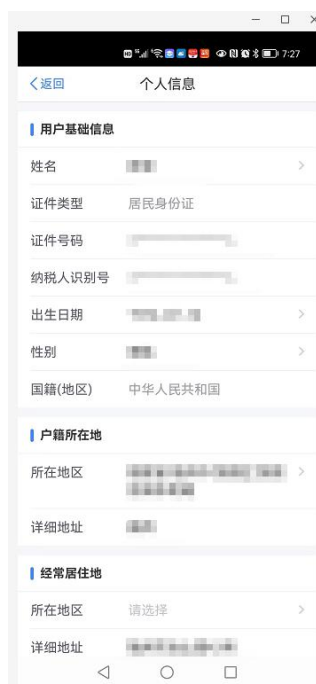 7:27
返回
个人信息
用户基础信息
姓名
证件类型 居民身份证
证件号码
纳税人识别号
出生日期
性别
国籍(地区) 中华人民共和国
户籍所在地
所在地区
详细地址
经常居住地
所在地区 请选择
详细地址